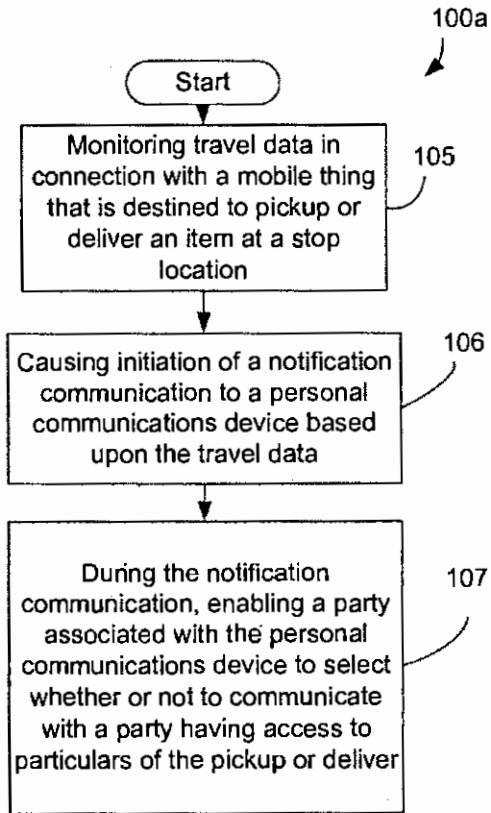 100a
Start
Monitoring travel data in
connection with a mobile thing
that is destined to pickup or
deliver an item at a stop
location
105
Causing initiation of a notification
communication to a personal
communications device based
upon the travel data
106
During the notification
communication, enabling a party
associated with the personal
communications device to select
whether or not to communicate
with a party having access to
particulars of the pickup or deliver
107